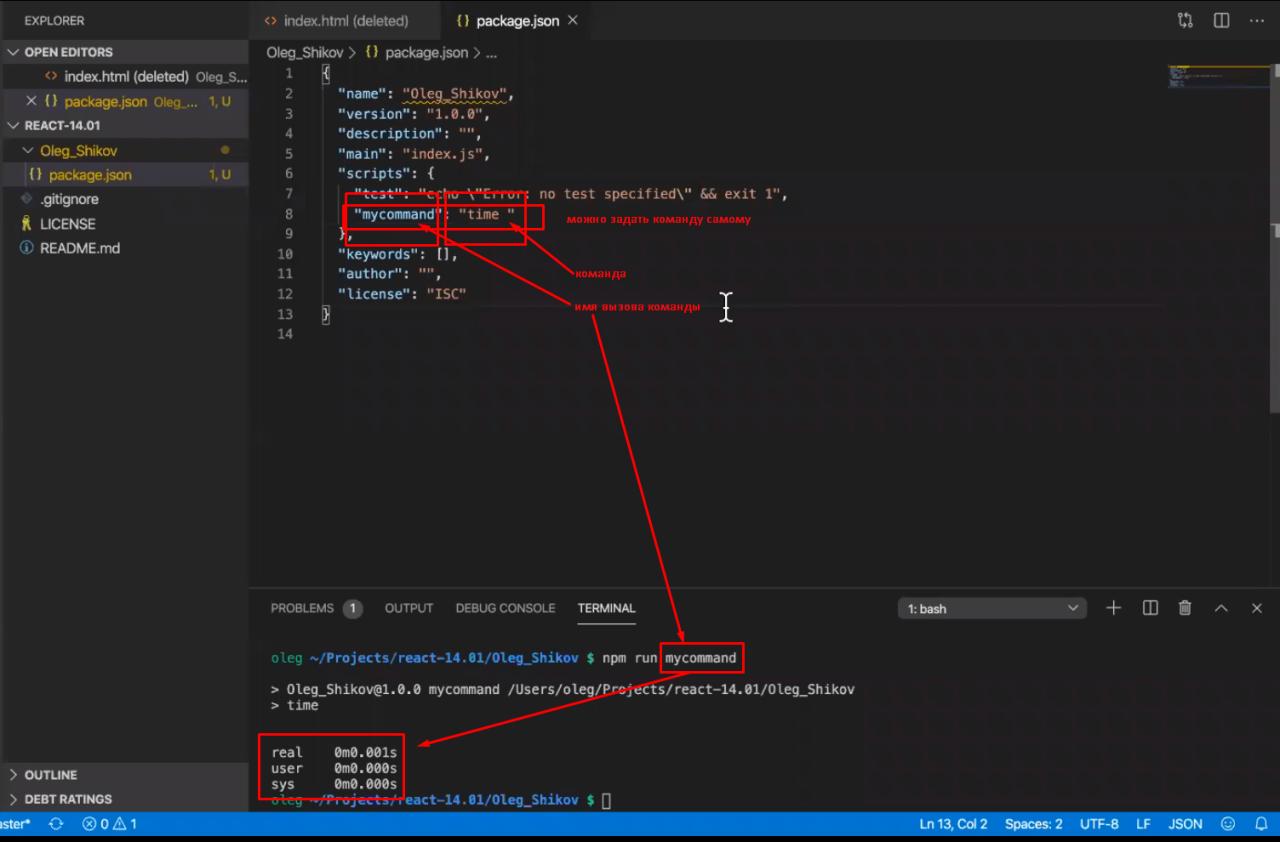 EXPLORER
index.html (deleted)
{} package.json ×
OPEN EDITORS
index.html (deleted) Oleg_S...
× {} package.json Oleg_... 1, U
REACT-14.01
Oleg_Shikov
{} package.json 1, U
.gitignore
LICENSE
README.md
OUTLINE
DEBT RATINGS
Oleg_Shikov > {} package.json > ...
1 {
2 "name": "Oleg_Shikov",
3 "version": "1.0.0",
4 "description": "",
5 "main": "index.js",
6 "scripts": {
7 "test": "echo \"Error: no test specified\" && exit 1",
8 "mycommand": "time "
можно задать команду самому
9 },
10 "keywords": [],
11 "author": "",
команда
12 "license": "ISC"
имя вызова команды
13 }
14
PROBLEMS 1 OUTPUT DEBUG CONSOLE TERMINAL
1: bash
oleg ~/Projects/react-14.01/Oleg_Shikov $ npm run mycommand
> Oleg_Shikov@1.0.0 mycommand /Users/oleg/Projects/react-14.01/Oleg_Shikov
> time
real 0m0.001s
user 0m0.000s
sys 0m0.000s
oleg ~/Projects/react-14.01/Oleg_Shikov $
aster* 0 1 Ln 13, Col 2 Spaces: 2 UTF-8 LF JSON